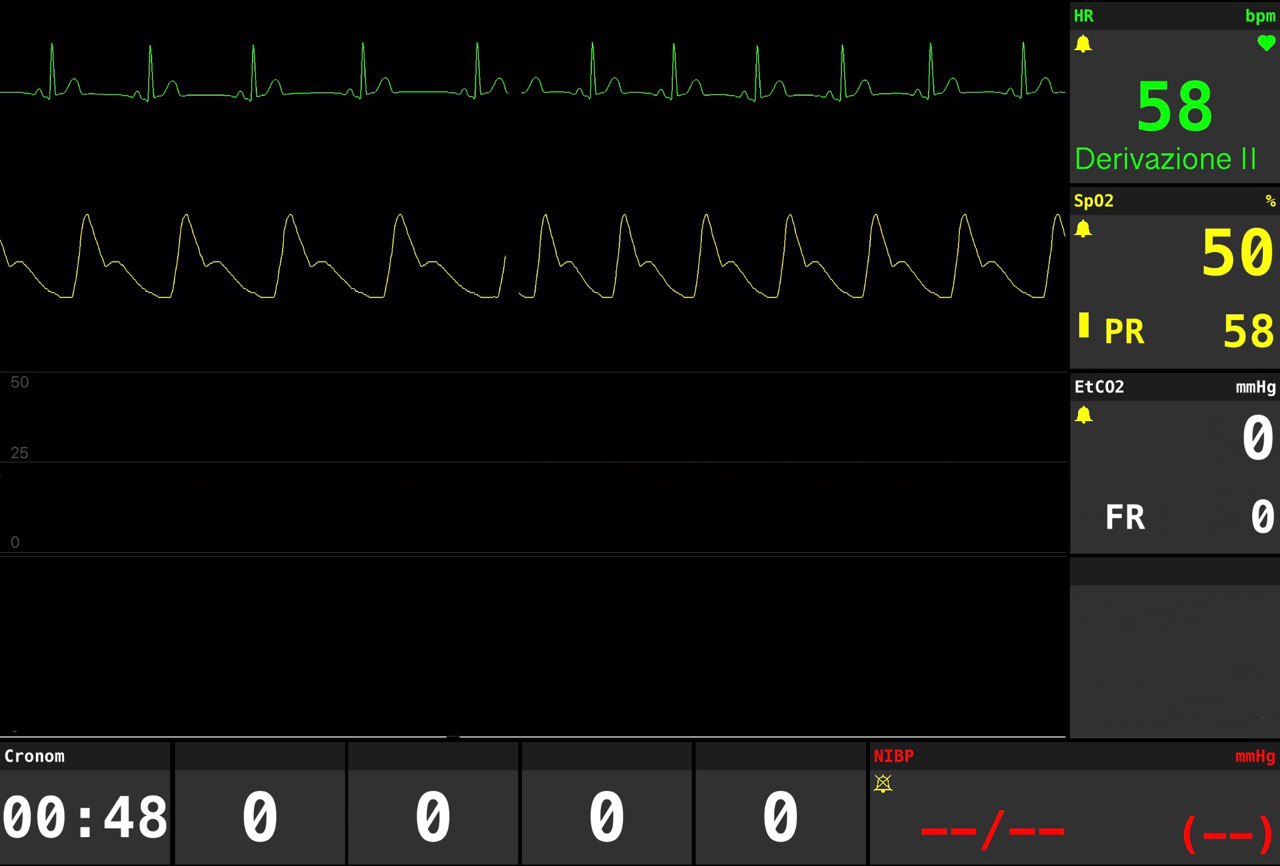 HR bpm
58
Derivazione II
SpO2 %
50
PR 58
50
25
0
EtCO2 mmHg
0
FR 0
Cronom
00:48
0
0
0
0
NIBP mmHg
--/-- (--)